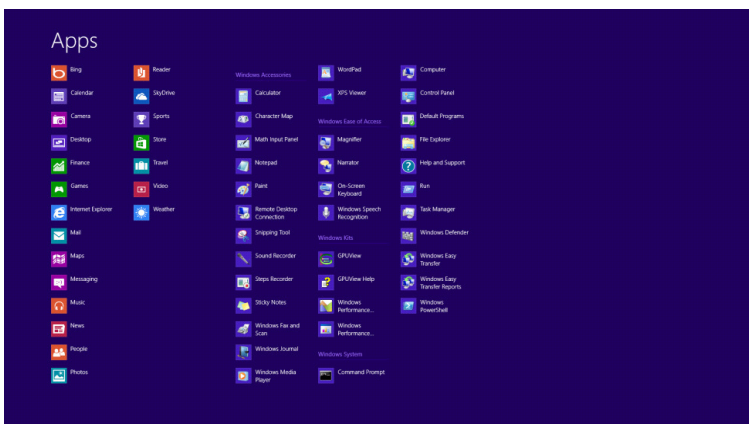 Apps
Bing
Calendar
Camera
Desktop
Finance
Games
Internet Explorer
Mail
Maps
Messaging
Music
News
People
Photos
Reader
SkyDrive
Sports
Store
Travel
Video
Weather
Windows Accessories
Calculator
Character Map
Math Input Panel
Notepad
Paint
Remote Desktop
Connection
Snipping Tool
Sound Recorder
Steps Recorder
Sticky Notes
Windows Fax and
Scan
Windows Journal
Windows Media
Player
WordPad
XPS Viewer
Windows Ease of Access
Magnifier
Narrator
On-Screen
Keyboard
Windows Speech
Recognition
Windows Kits
GPUView
GPUView Help
Windows
Performance...
Windows
Performance...
Windows System
Command Prompt
Computer
Control Panel
Default Programs
File Explorer
Help and Support
Run
Task Manager
Windows Defender
Windows Easy
Transfer
Windows Easy
Transfer Reports
Windows
PowerShell